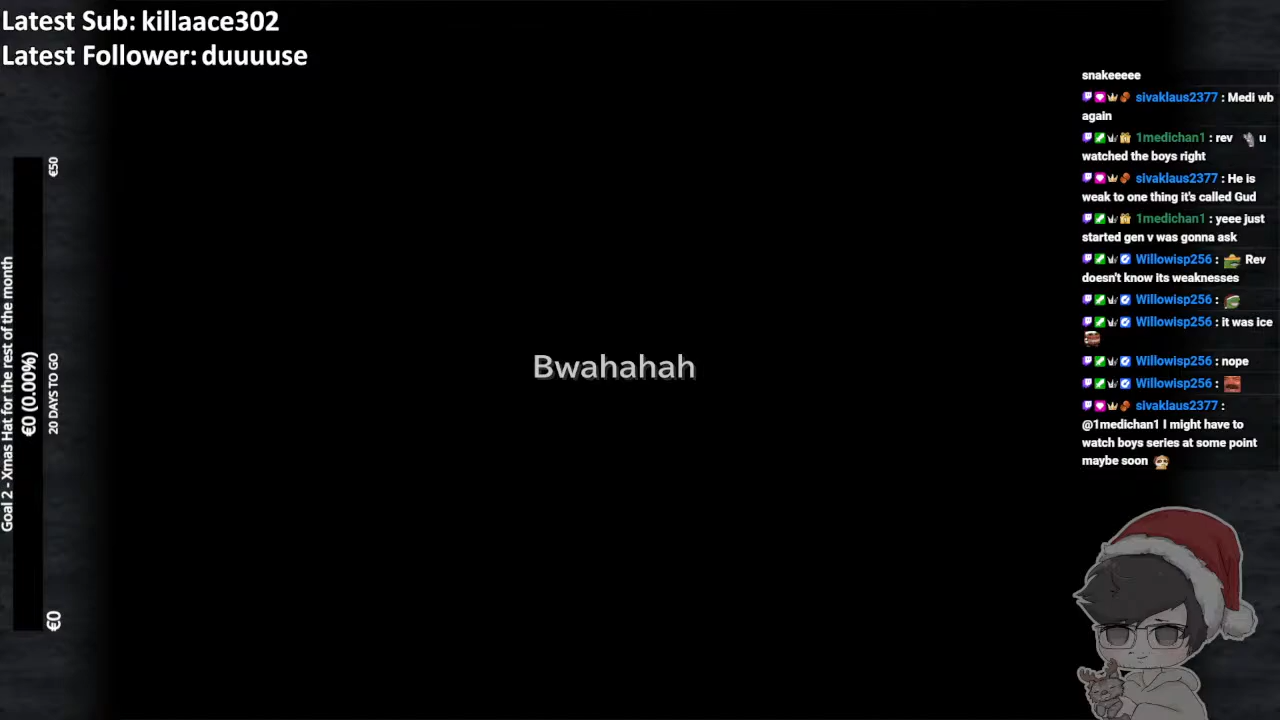 Latest Sub: killaace302
Latest Follower: duuuuse
Goal 2 - Xmas Hat for the rest of the month
€0 (0.00%)
20 DAYS TO GO
€50
€0
Bwahahah
snakeeeee
sivaklaus2377 : Medi wb
again
1medichan1 : rev u
watched the boys right
sivaklaus2377 : He is
weak to one thing it's called Gud
1medichan1 : yeee just
started gen v was gonna ask
Willowisp256 : Rev
doesn't know its weaknesses
Willowisp256 :
Willowisp256 : it was ice
Willowisp256 : nope
Willowisp256 :
sivaklaus2377 :
@1medichan1 I might have to
watch boys series at some point
maybe soon